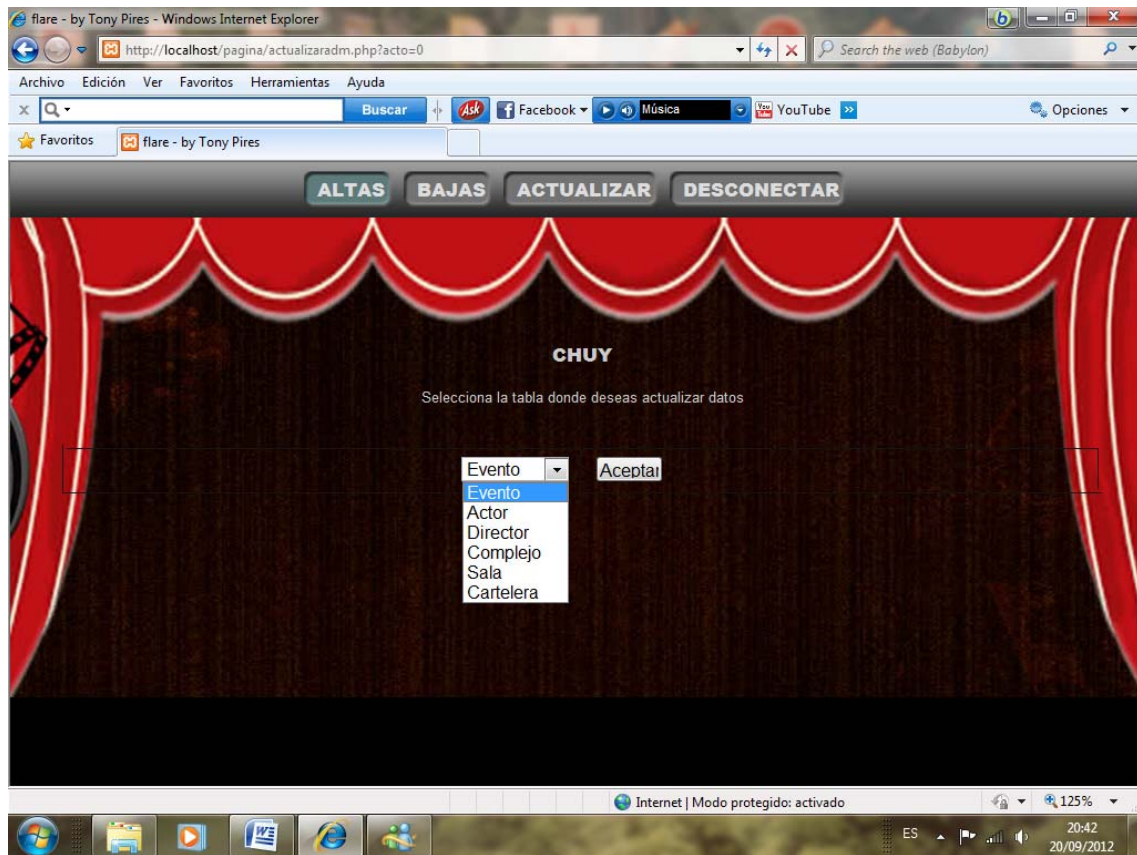 flare - by Tony Pires - Windows Internet Explorer
http://localhost/pagina/actualizaradm.php?acto=0
Search the web (Babylon)
Archivo Edición Ver Favoritos Herramientas Ayuda
Buscar Ask Facebook Música YouTube Opciones
Favoritos flare - by Tony Pires
ALTAS BAJAS ACTUALIZAR DESCONECTAR
CHUY
Selecciona la tabla donde deseas actualizar datos
Evento Aceptar
Evento
Actor
Director
Complejo
Sala
Cartelera
Internet | Modo protegido: activado 125%
ES 20:42
20/09/2012